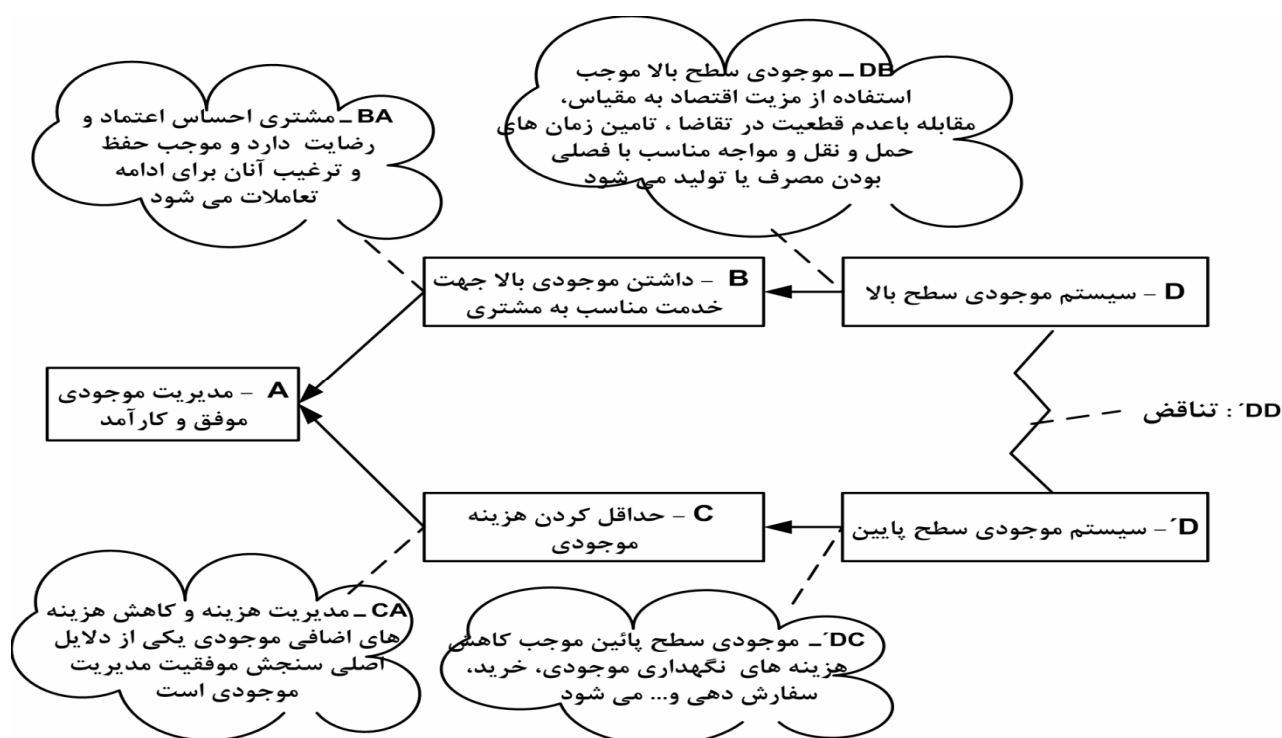 DB ـ موجودی سطح بالا موجب
استفاده از مزیت اقتصاد به مقیاس،
مقابله باعدم قطعیت در تقاضا ، تامین زمان های
حمل و نقل و مواجه مناسب با فصلی
بودن مصرف یا تولید می شود
BA ـ مشتری احساس اعتماد و
رضایت دارد و موجب حفظ
و ترغیب آنان برای ادامه
تعاملات می شود
D - سیستم موجودی سطح بالا
B - داشتن موجودی بالا جهت
خدمت مناسب به مشتری
A - مدیریت موجودی
موفق و کارآمد
DD´ : تناقض
D´ - سیستم موجودی سطح پایین
C - حداقل کردن هزینه
موجودی
DC´ ـ موجودی سطح پائین موجب کاهش
هزینه های نگهداری موجودی، خرید،
سفارش دهی و... می شود
CA ـ مدیریت هزینه و کاهش هزینه
های اضافی موجودی یکی از دلایل
اصلی سنجش موفقیت مدیریت
موجودی است